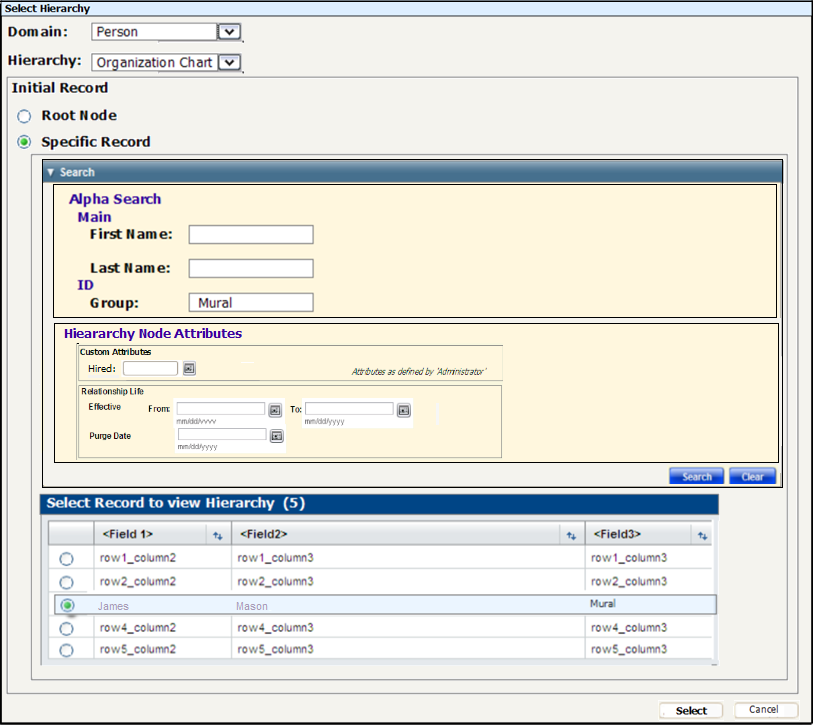 Select Hierarchy
Domain: Person
Hierarchy: Organization Chart
Initial Record
Root Node
Specific Record
Search
Alpha Search
Main
First Name:
Last Name:
ID
Group: Mural
Hieararchy Node Attributes
Custom Attributes
Hired: Attributes as defined by 'Administrator'
Relationship Life
Effective From: To:
mm/dd/yyyy mm/dd/yyyy
Purge Date
mm/dd/yyyy
Search Clear
Select Record to view Hierarchy (5)
<Field 1> <Field2> <Field3>
row1_column2 row1_column3 row1_column3
row2_column2 row2_column3 row2_column3
James Mason Mural
row4_column2 row4_column3 row4_column3
row5_column2 row5_column3 row5_column3
Select Cancel